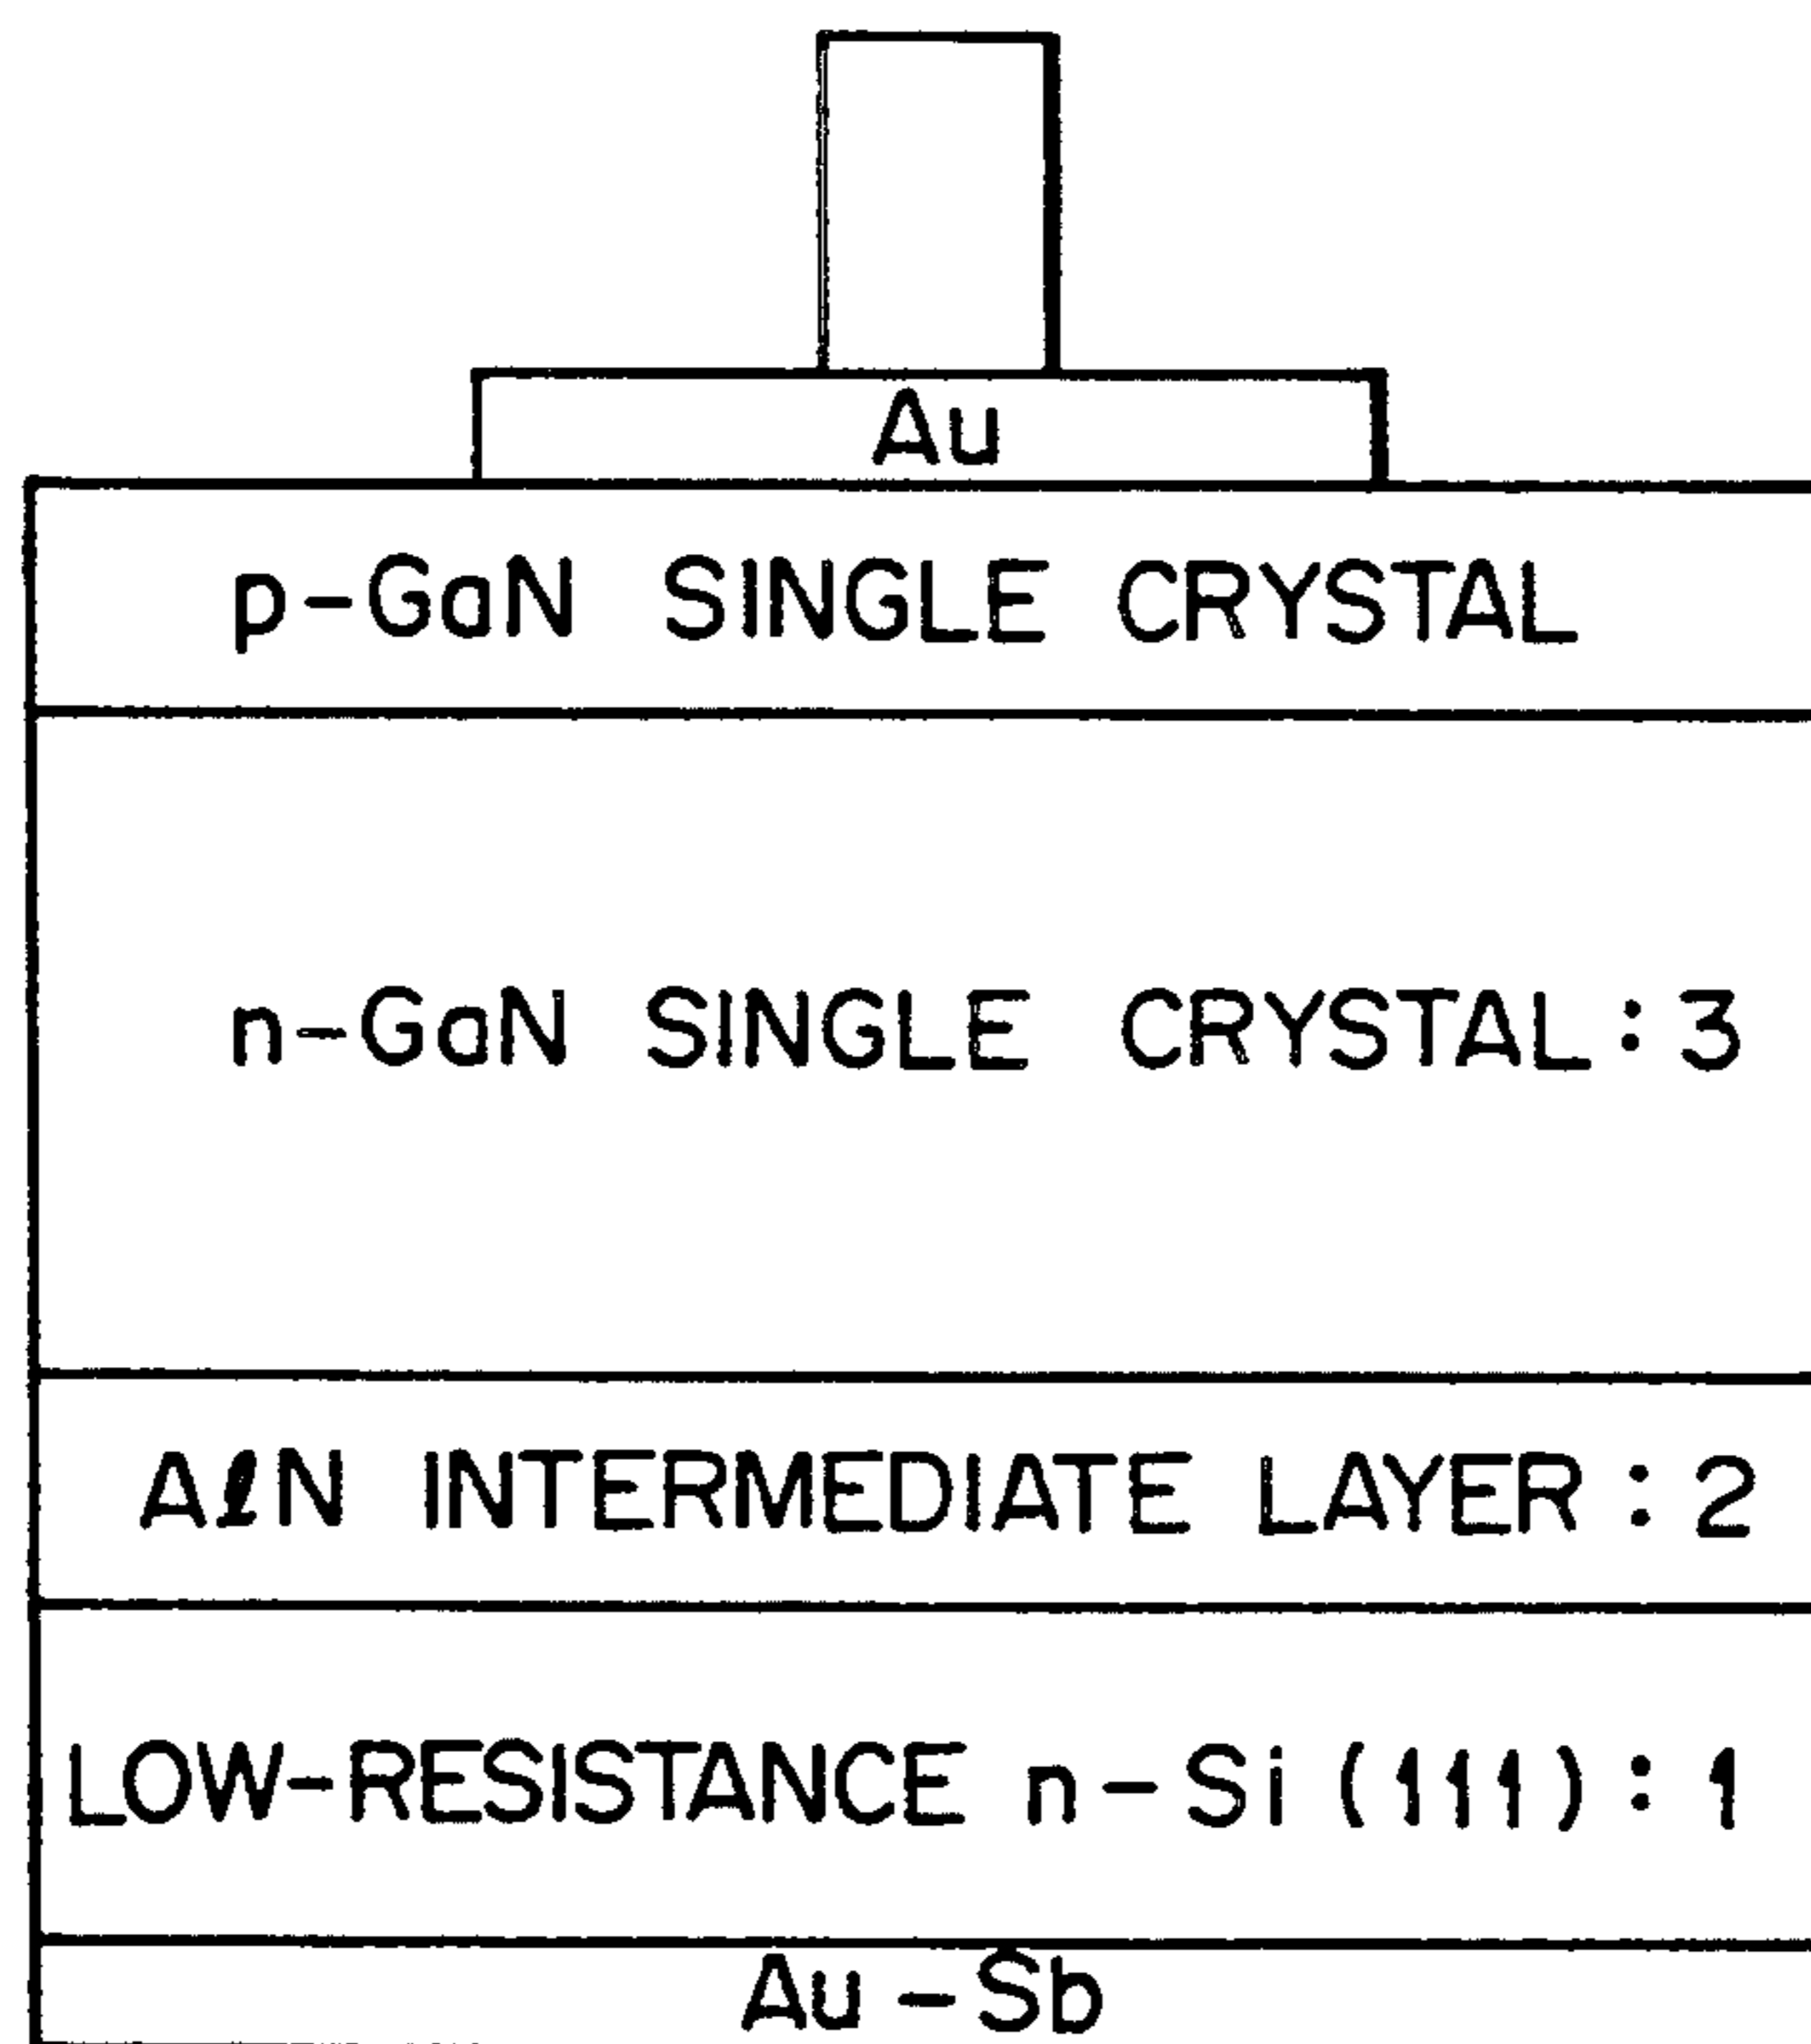 Au
p-GaN SINGLE CRYSTAL
n-GaN SINGLE CRYSTAL:3
AℓN INTERMEDIATE LAYER:2
LOW-RESISTANCE n-Si(111):1
Au-Sb